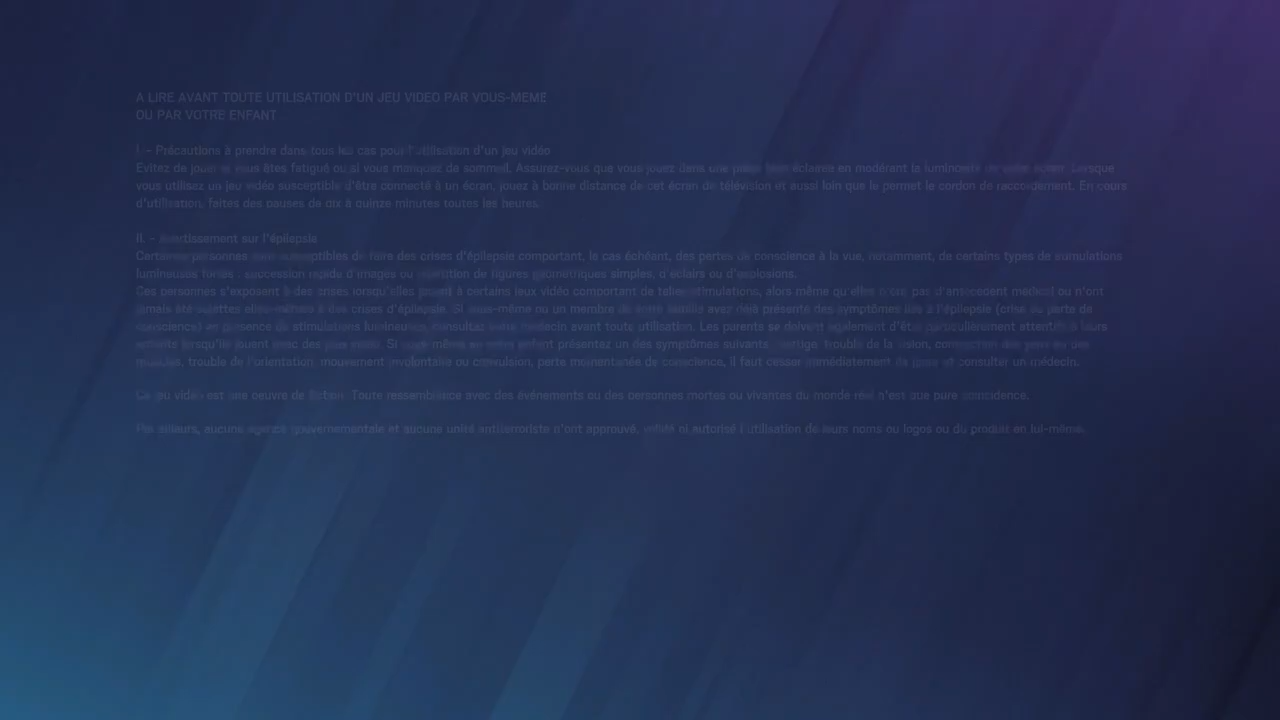 A LIRE AVANT TOUTE UTILISATION D'UN JEU VIDEO PAR VOUS-MEME
OU PAR VOTRE ENFANT
I. – Précautions à prendre dans tous les cas pour l'utilisation d'un jeu vidéo
Evitez de jouer si vous êtes fatigué ou si vous manquez de sommeil. Assurez-vous que vous jouez dans une pièce bien éclairée en modérant la luminosité de votre écran. Lorsque
vous utilisez un jeu vidéo susceptible d'être connecté à un écran, jouez à bonne distance de cet écran de télévision et aussi loin que le permet le cordon de raccordement. En cours
d'utilisation, faites des pauses de dix à quinze minutes toutes les heures.
II. – Avertissement sur l'épilepsie
Certaines personnes sont susceptibles de faire des crises d'épilepsie comportant, le cas échéant, des pertes de conscience à la vue, notamment, de certains types de stimulations
lumineuses fortes : succession rapide d'images ou répétition de figures géométriques simples, d'éclairs ou d'explosions.
Ces personnes s'exposent à des crises lorsqu'elles jouent à certains jeux vidéo comportant de telles stimulations, alors même qu'elles n'ont pas d'antécédent médical ou n'ont
jamais été sujettes elles-mêmes à des crises d'épilepsie. Si vous-même ou un membre de votre famille avez déjà présenté des symptômes liés à l'épilepsie (crise ou perte de
conscience) en présence de stimulations lumineuses, consultez votre médecin avant toute utilisation. Les parents se doivent également d'être particulièrement attentifs à leurs
enfants lorsqu'ils jouent avec des jeux vidéo. Si vous-même ou votre enfant présentez un des symptômes suivants : vertige, trouble de la vision, contraction des yeux ou des
muscles, trouble de l'orientation, mouvement involontaire ou convulsion, perte momentanée de conscience, il faut cesser immédiatement de jouer et consulter un médecin.
Ce jeu vidéo est une oeuvre de fiction. Toute ressemblance avec des événements ou des personnes mortes ou vivantes du monde réel n'est que pure coïncidence.
Par ailleurs, aucune agence gouvernementale et aucune unité antiterroriste n'ont approuvé, validé ni autorisé l'utilisation de leurs noms ou logos ou du produit en lui-même.